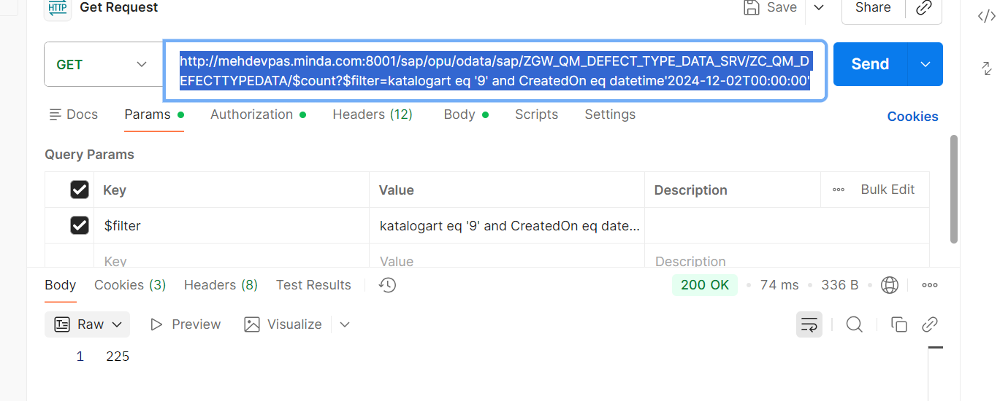 HTTP Get Request Save Share
GET http://mehdevpas.minda.com:8001/sap/opu/odata/sap/ZGW_QM_DEFECT_TYPE_DATA_SRV/ZC_QM_D
EFECTTYPEDATA/$count?$filter=katalogart eq '9' and CreatedOn eq datetime'2024-12-02T00:00:00' Send
Docs Params Authorization Headers (12) Body Scripts Settings Cookies
Query Params
Key Value Description Bulk Edit
$filter katalogart eq '9' and CreatedOn eq date...
Key Value Description
Body Cookies (3) Headers (8) Test Results 200 OK 74 ms 336 B
Raw Preview Visualize
1 225